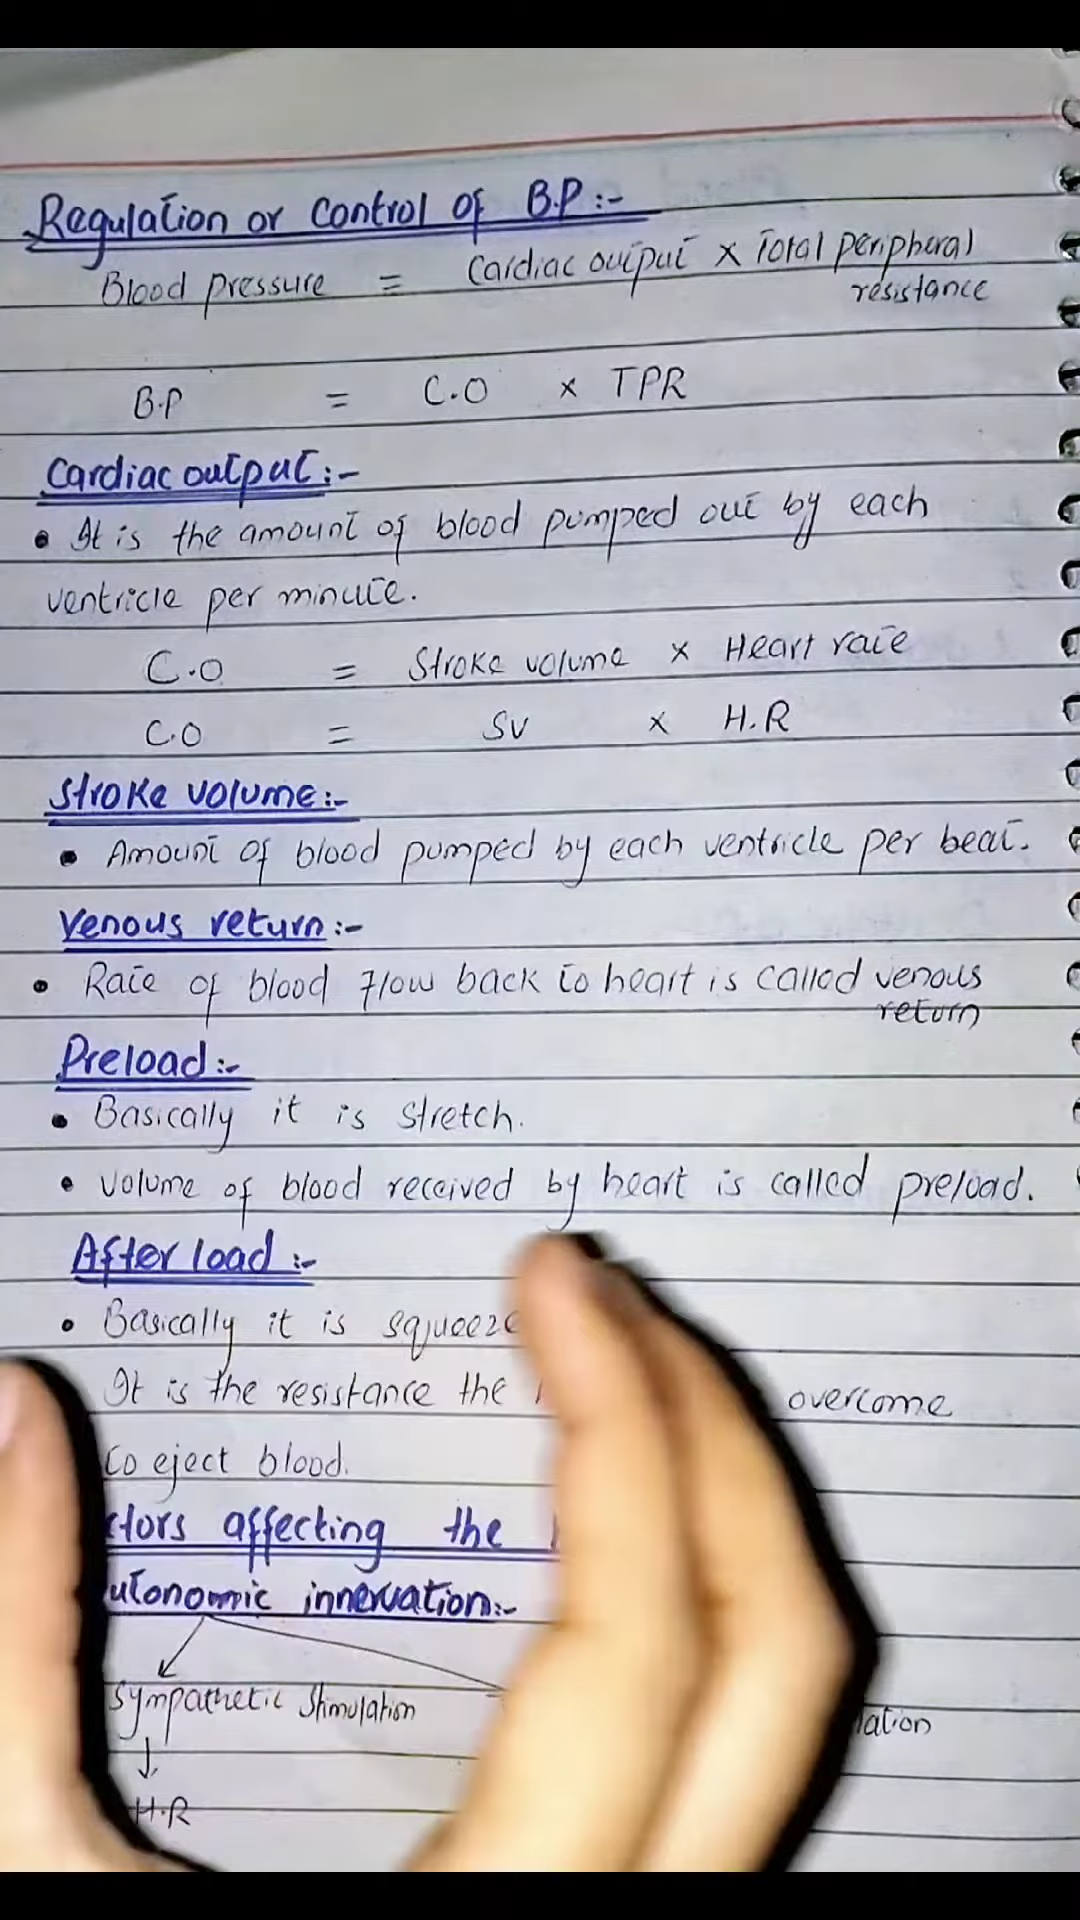 Regulation or control of B.P:-
Blood pressure = Cardiac output × Total peripheral
resistance
B.P = C.O × TPR
Cardiac output:-
• It is the amount of blood pumped out by each
ventricle per minute.
C.O = Stroke volume × Heart rate
C.O = SV × H.R
Stroke volume:-
• Amount of blood pumped by each ventricle per beat.
Venous return:-
• Rate of blood flow back to heart is called venous
return
Preload:-
• Basically it is stretch.
• volume of blood received by heart is called preload.
After load:-
• Basically it is squeeze
It is the resistance the overcome
to eject blood.
affecting the
innervation:-
Sympathetic Stimulation
H.R